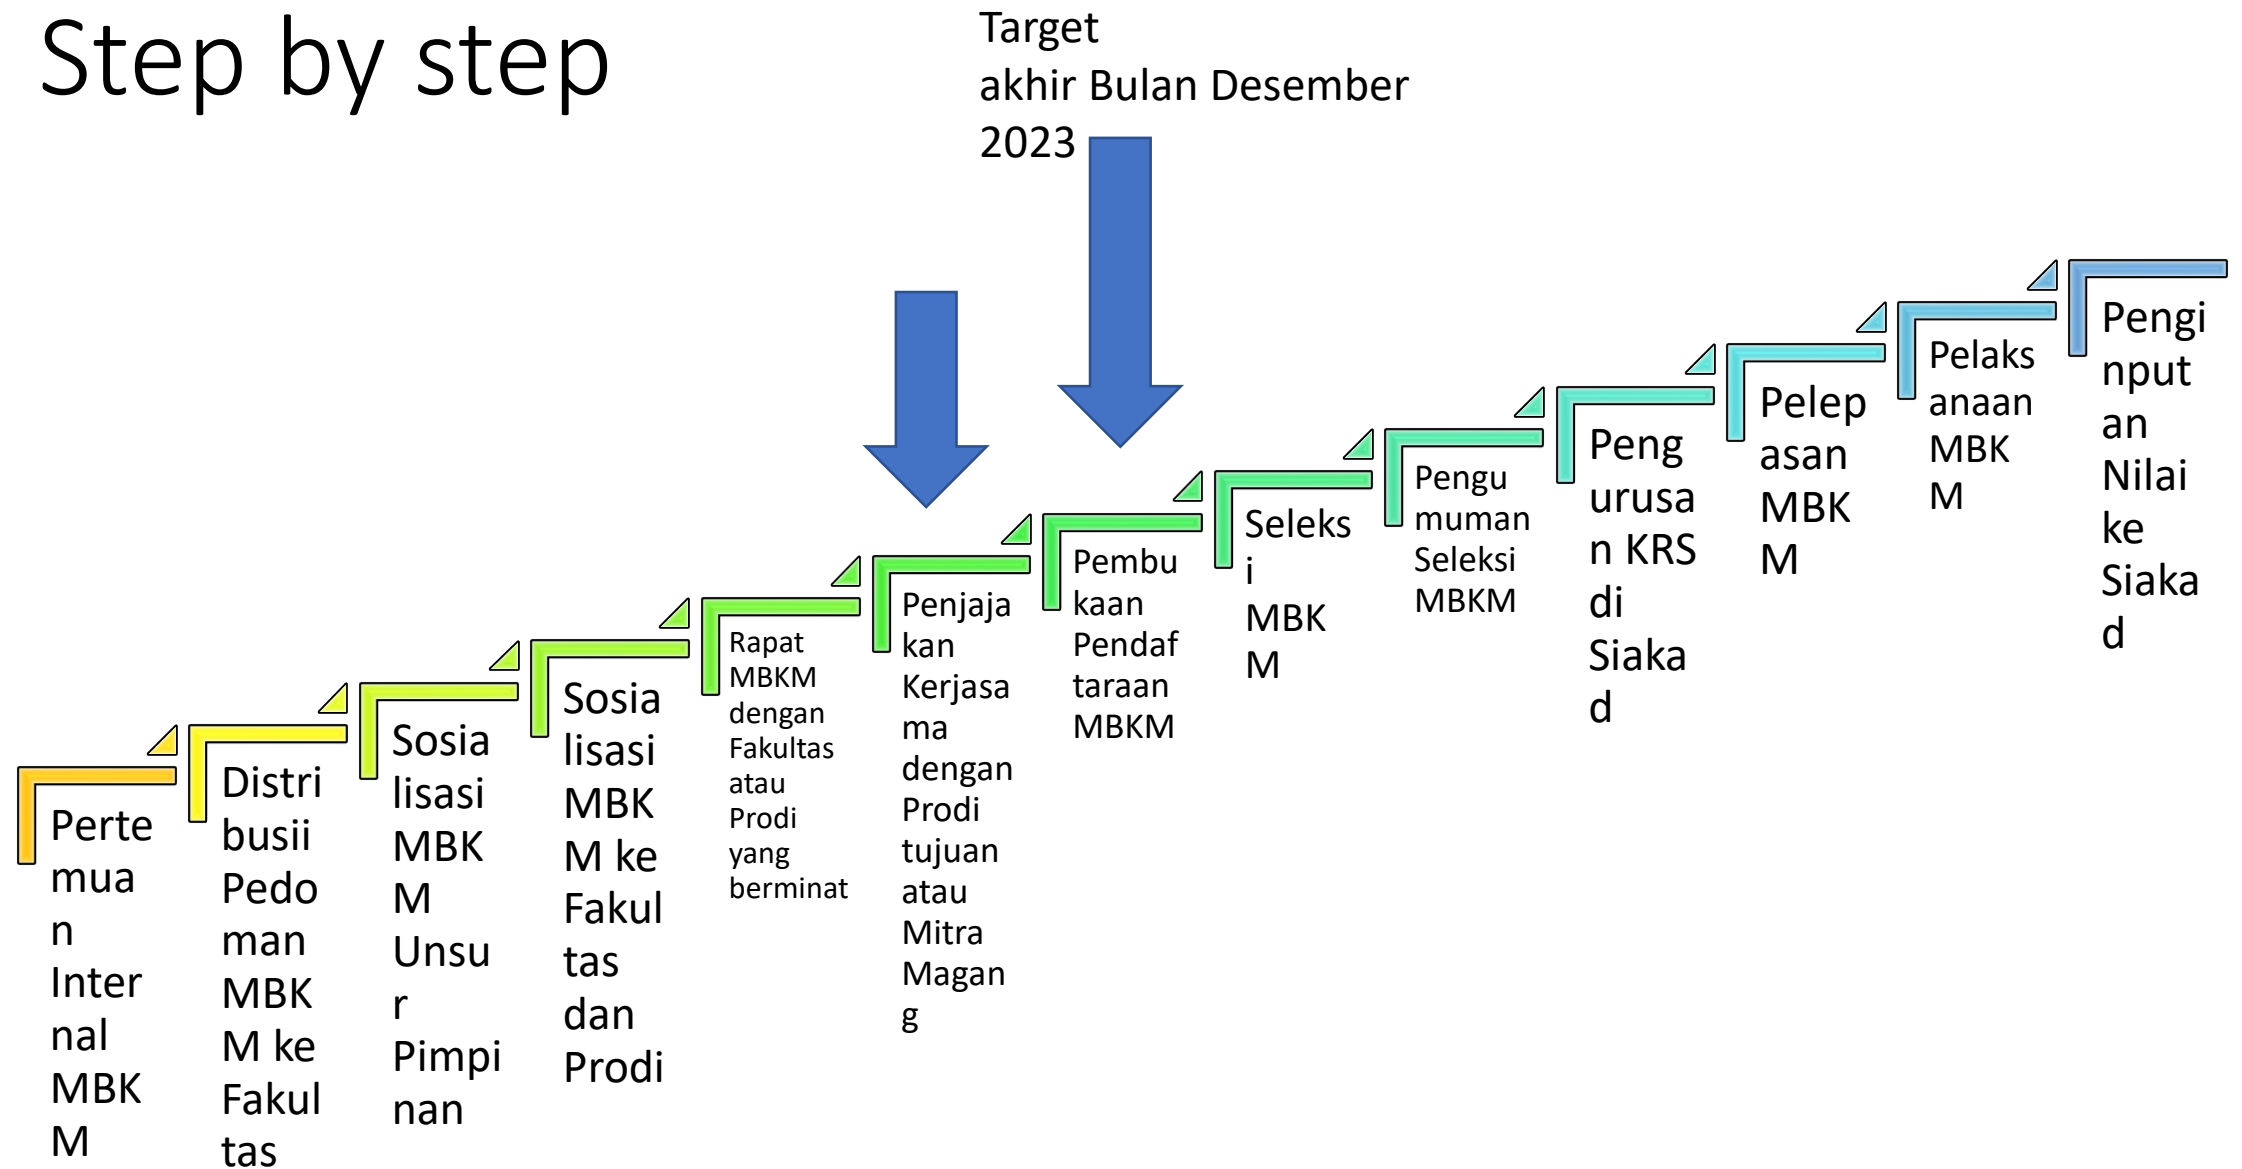 Step by step
Target
akhir Bulan Desember
2023
Perte
mua
n
Inter
nal
MBK
M
Distri
busii
Pedo
man
MBK
M ke
Fakul
tas
Sosia
lisasi
MBK
M
Unsu
r
Pimpi
nan
Sosia
lisasi
MBK
M ke
Fakul
tas
dan
Prodi
Rapat
MBKM
dengan
Fakultas
atau
Prodi
yang
berminat
Penjaja
kan
Kerjasa
ma
dengan
Prodi
tujuan
atau
Mitra
Magan
g
Pembu
kaan
Pendaf
taraan
MBKM
Seleks
i
MBK
M
Pengu
muman
Seleksi
MBKM
Peng
urusa
n KRS
di
Siaka
d
Pelep
asan
MBK
M
Pelaks
anaan
MBK
M
Pengi
nput
an
Nilai
ke
Siaka
d